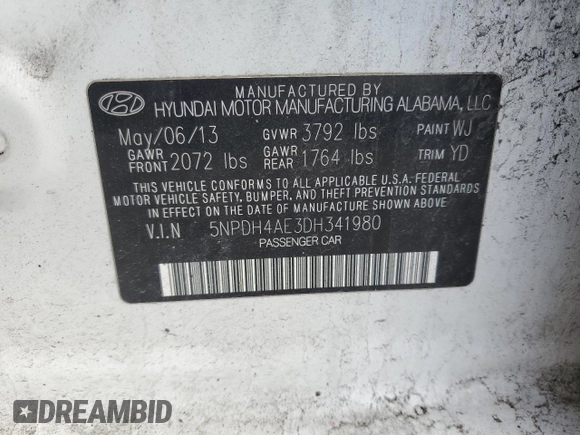 MANUFACTURED BY
HYUNDAI MOTOR MANUFACTURING ALABAMA, LLC
May/06/13 GVWR 3792 lbs PAINT WJ
GAWR FRONT 2072 lbs GAWR REAR 1764 lbs TRIM YD
THIS VEHICLE CONFORMS TO ALL APPLICABLE U.S.A. FEDERAL
MOTOR VEHICLE SAFETY, BUMPER, AND THEFT PREVENTION STANDARDS
IN EFFECT ON THE DATE OF MANUFACTURE SHOWN ABOVE.
V.I.N 5NPDH4AE3DH341980
PASSENGER CAR
DREAMBID